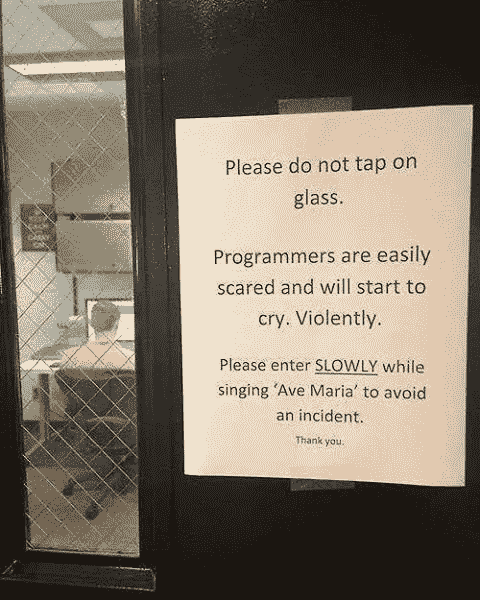 Please do not tap on
glass.
Programmers are easily
scared and will start to
cry. Violently.
Please enter SLOWLY while
singing ‘Ave Maria’ to avoid
an incident.
Thank you.